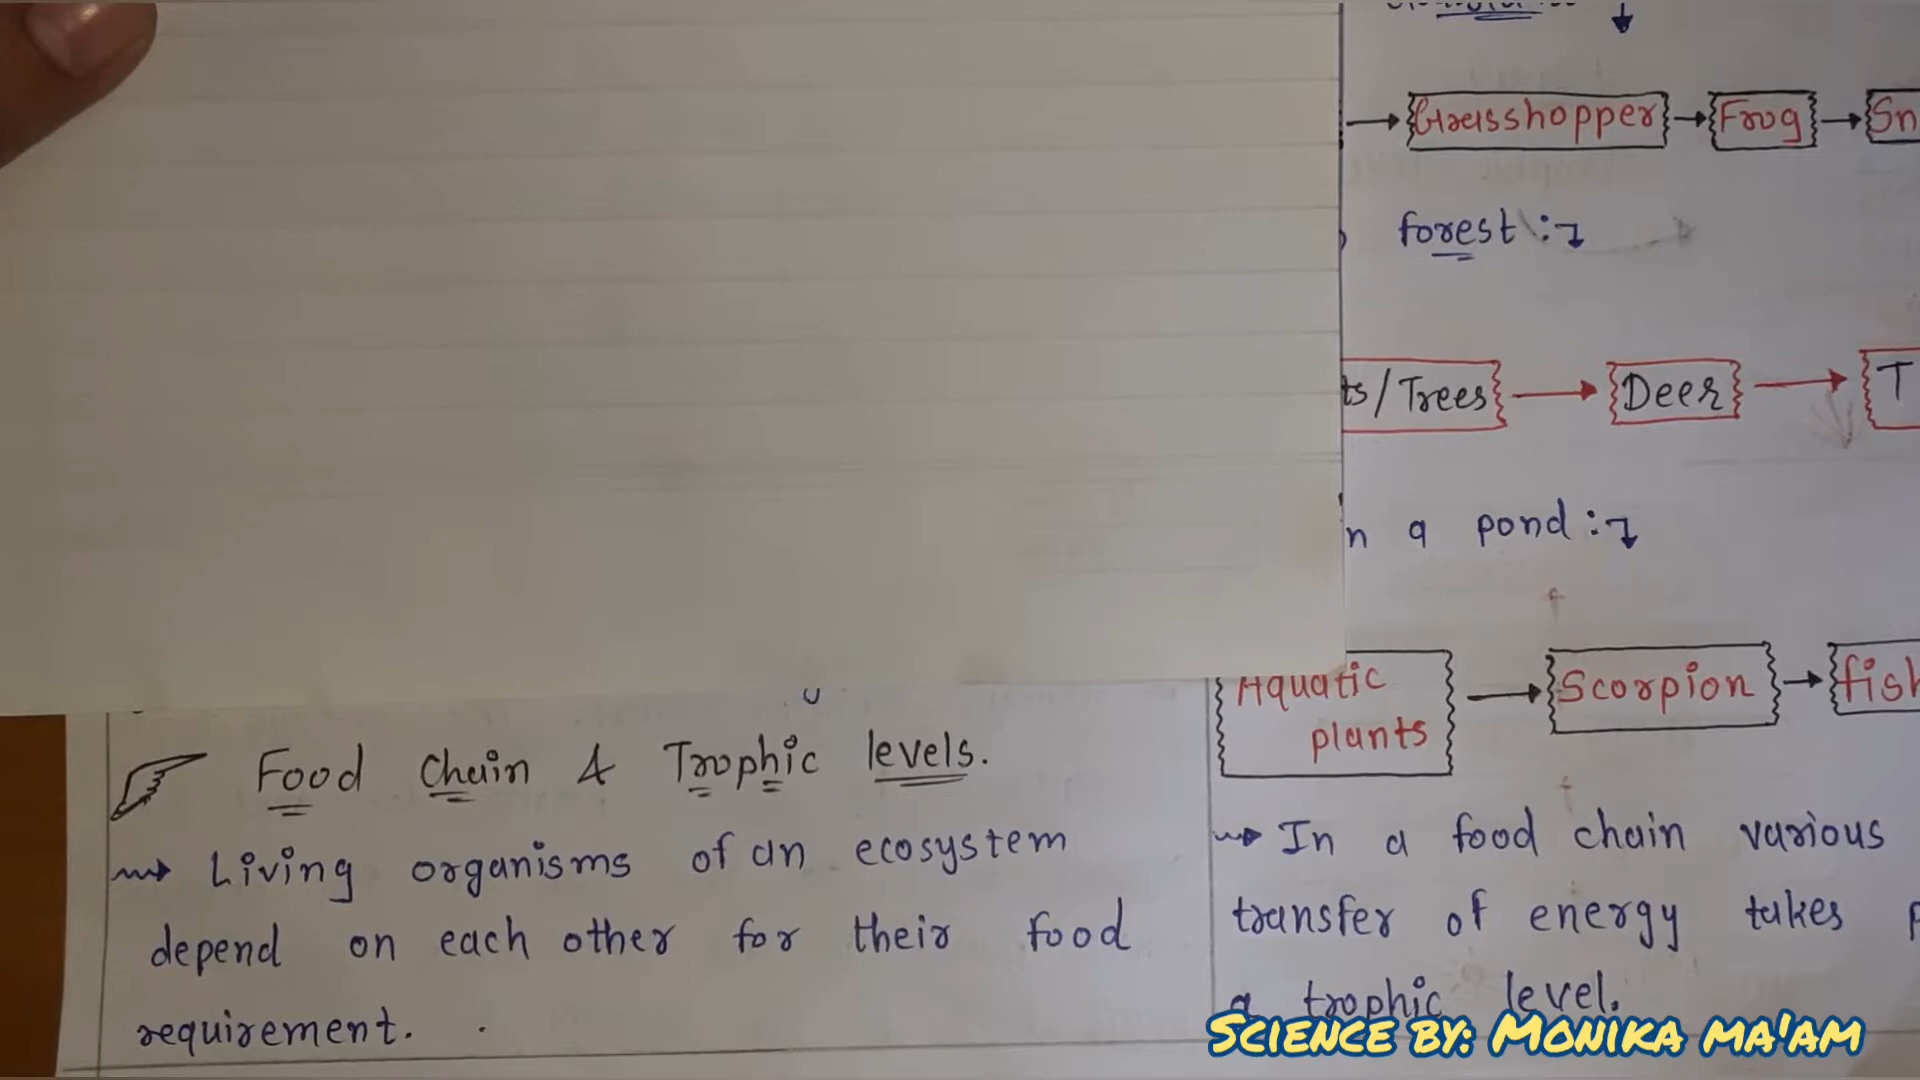 Food Chain & Trophic levels.
Living organisms of an ecosystem
depend on each other for their food
requirement.
Grasshopper Frog
forest :
Trees Deer
a pond :
Aquatic Scorpion fish
plants
In a food chain various
transfer of energy takes
a trophic level.
SCIENCE BY: MONIKA MA'AM